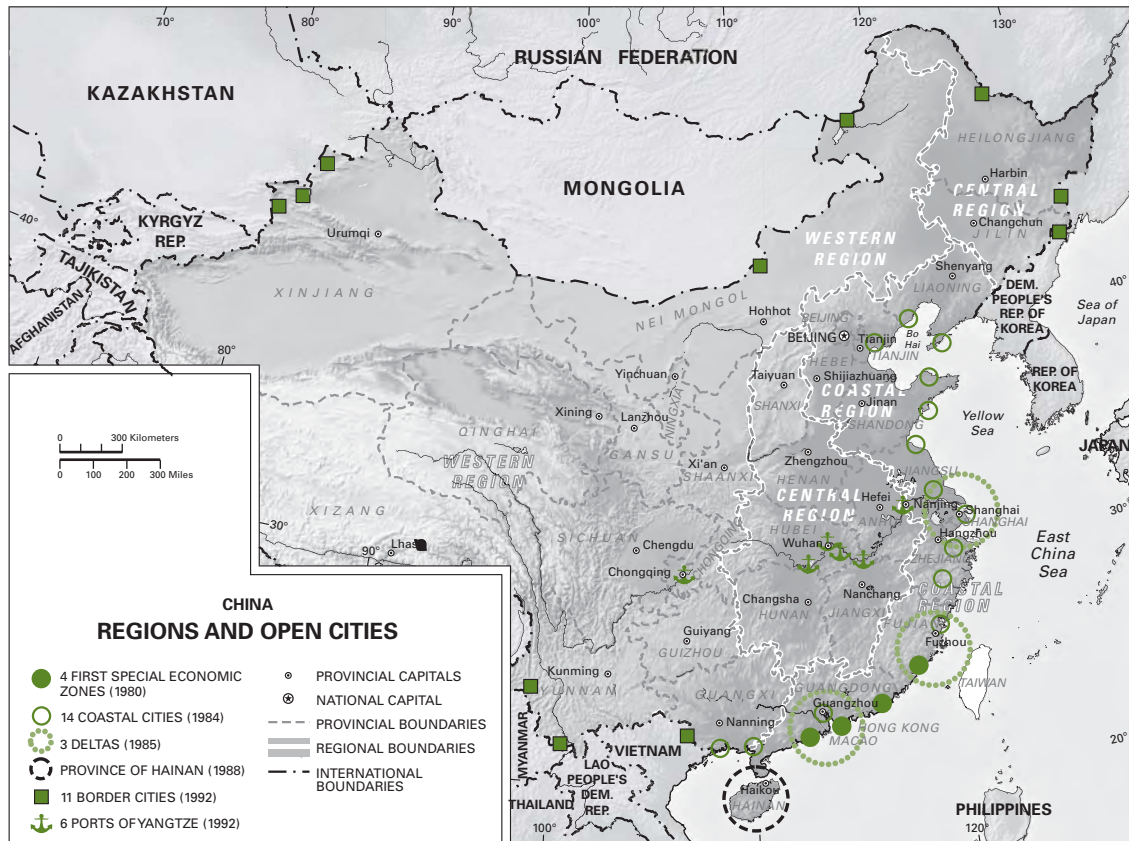 70°
80°
90°
100°
110°
120°
130°
RUSSIAN FEDERATION
KAZAKHSTAN
HEILONGJIANG
Harbin
MONGOLIA
CENTRAL
REGION
Changchun
JILIN
40°
KYRGYZ
REP.
Urumqi
WESTERN
REGION
Shenyang
LIAONING
40°
TAJIKISTAN
XINJIANG
DEM.
PEOPLE'S
REP. OF
KOREA
Sea of
Japan
AFGHANISTAN
NEI MONGOL
Hohhot
BEIJING
BEIJING
Bo
Hai
Tianjin
TIANJIN
HEBEI
80°
REP. OF
KOREA
Yinchuan
Taiyuan
Shijiazhuang
COASTAL
REGION
SHANXI
Jinan
SHANDONG
Xining
Lanzhou
NINGXIA
Yellow
Sea
0 300 Kilometers
0 100 200 300 Miles
QINGHAI
GANSU
JAPAN
WESTERN
REGION
Xi'an
SHAANXI
Zhengzhou
HENAN
JIANGSU
CENTRAL
REGION
Hefei
Nanjing
Shanghai
SHANGHAI
XIZANG
ANHUI
30°
30°
HUBEI
Hangzhou
Wuhan
SICHUAN
Chengdu
CHONGQING
ZHEJIANG
East
China
Sea
90°
Lhasa
Chongqing
Nanchang
COASTAL
REGION
Changsha
HUNAN
JIANGXI
FUJIAN
Fuzhou
Guiyang
GUIZHOU
Kunming
YUNNAN
TAIWAN
GUANGXI
GUANGDONG
Guangzhou
Nanning
HONG KONG
MACAO
20°
MYANMAR
VIETNAM
LAO
PEOPLE'S
DEM.
REP.
THAILAND
Haikou
HAINAN
PHILIPPINES
100°
110°
120°
CHINA
REGIONS AND OPEN CITIES
4 FIRST SPECIAL ECONOMIC
ZONES (1980)
14 COASTAL CITIES (1984)
3 DELTAS (1985)
PROVINCE OF HAINAN (1988)
11 BORDER CITIES (1992)
6 PORTS OF YANGTZE (1992)
PROVINCIAL CAPITALS
NATIONAL CAPITAL
PROVINCIAL BOUNDARIES
REGIONAL BOUNDARIES
INTERNATIONAL
BOUNDARIES